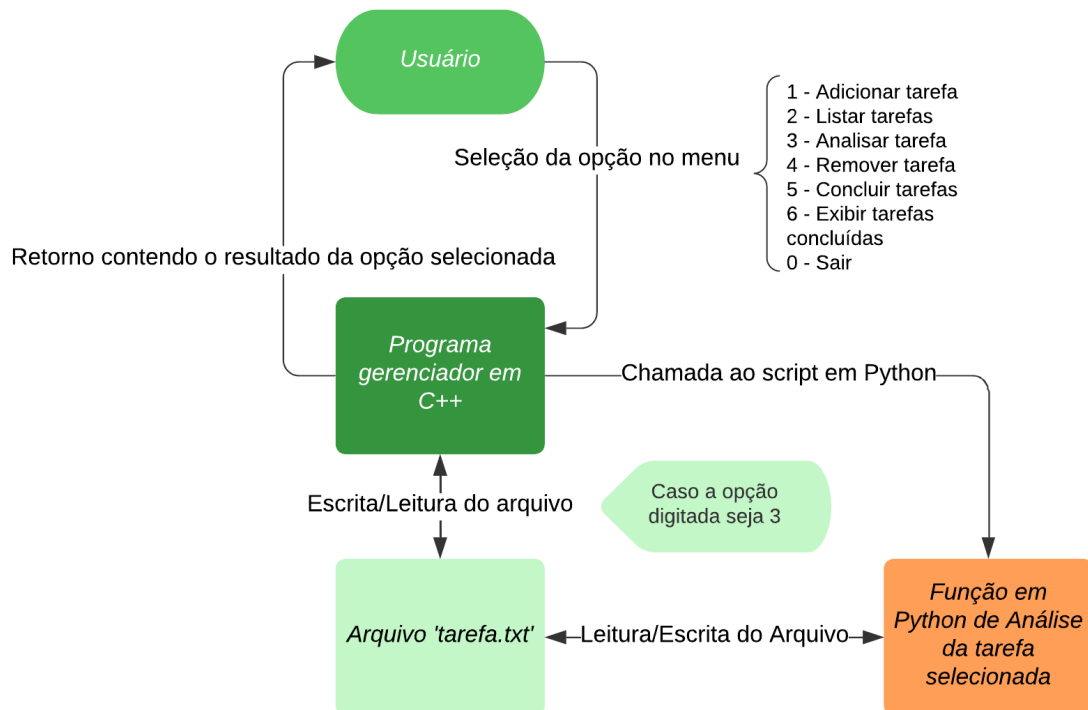 Usuário
1 - Adicionar tarefa
2 - Listar tarefas
3 - Analisar tarefa
4 - Remover tarefa
5 - Concluir tarefas
6 - Exibir tarefas
concluídas
0 - Sair
Seleção da opção no menu
Retorno contendo o resultado da opção selecionada
Programa
gerenciador em
C++
Chamada ao script em Python
Escrita/Leitura do arquivo
Caso a opção
digitada seja 3
Arquivo 'tarefa.txt'
Leitura/Escrita do Arquivo
Função em
Python de Análise
da tarefa
selecionada